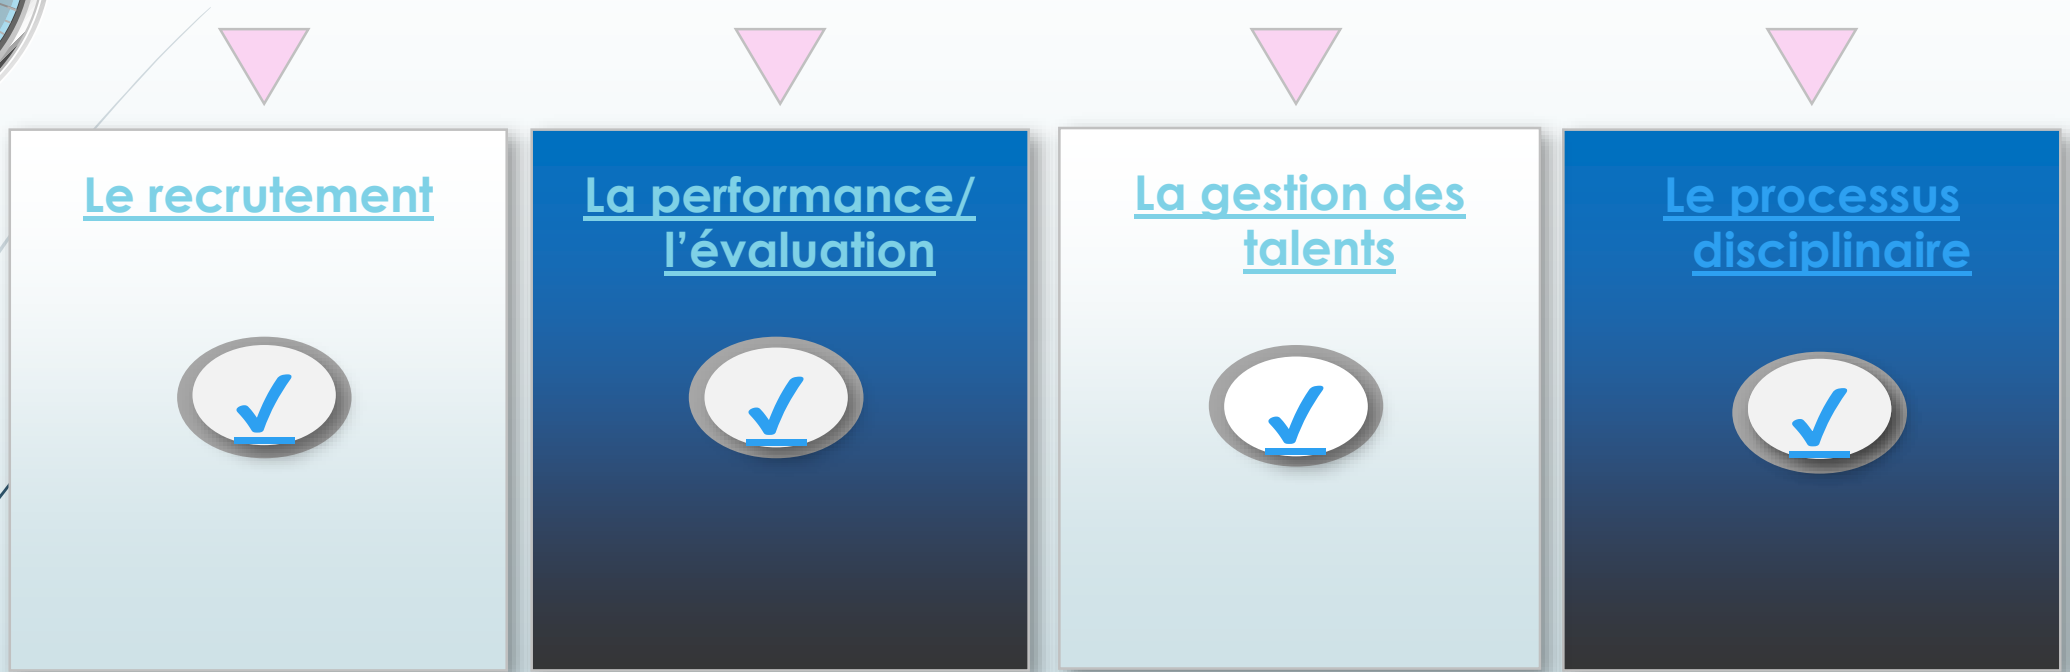 Le recrutement
La performance/
l’évaluation
La gestion des
talents
Le processus
disciplinaire
✓
✓
✓
✓